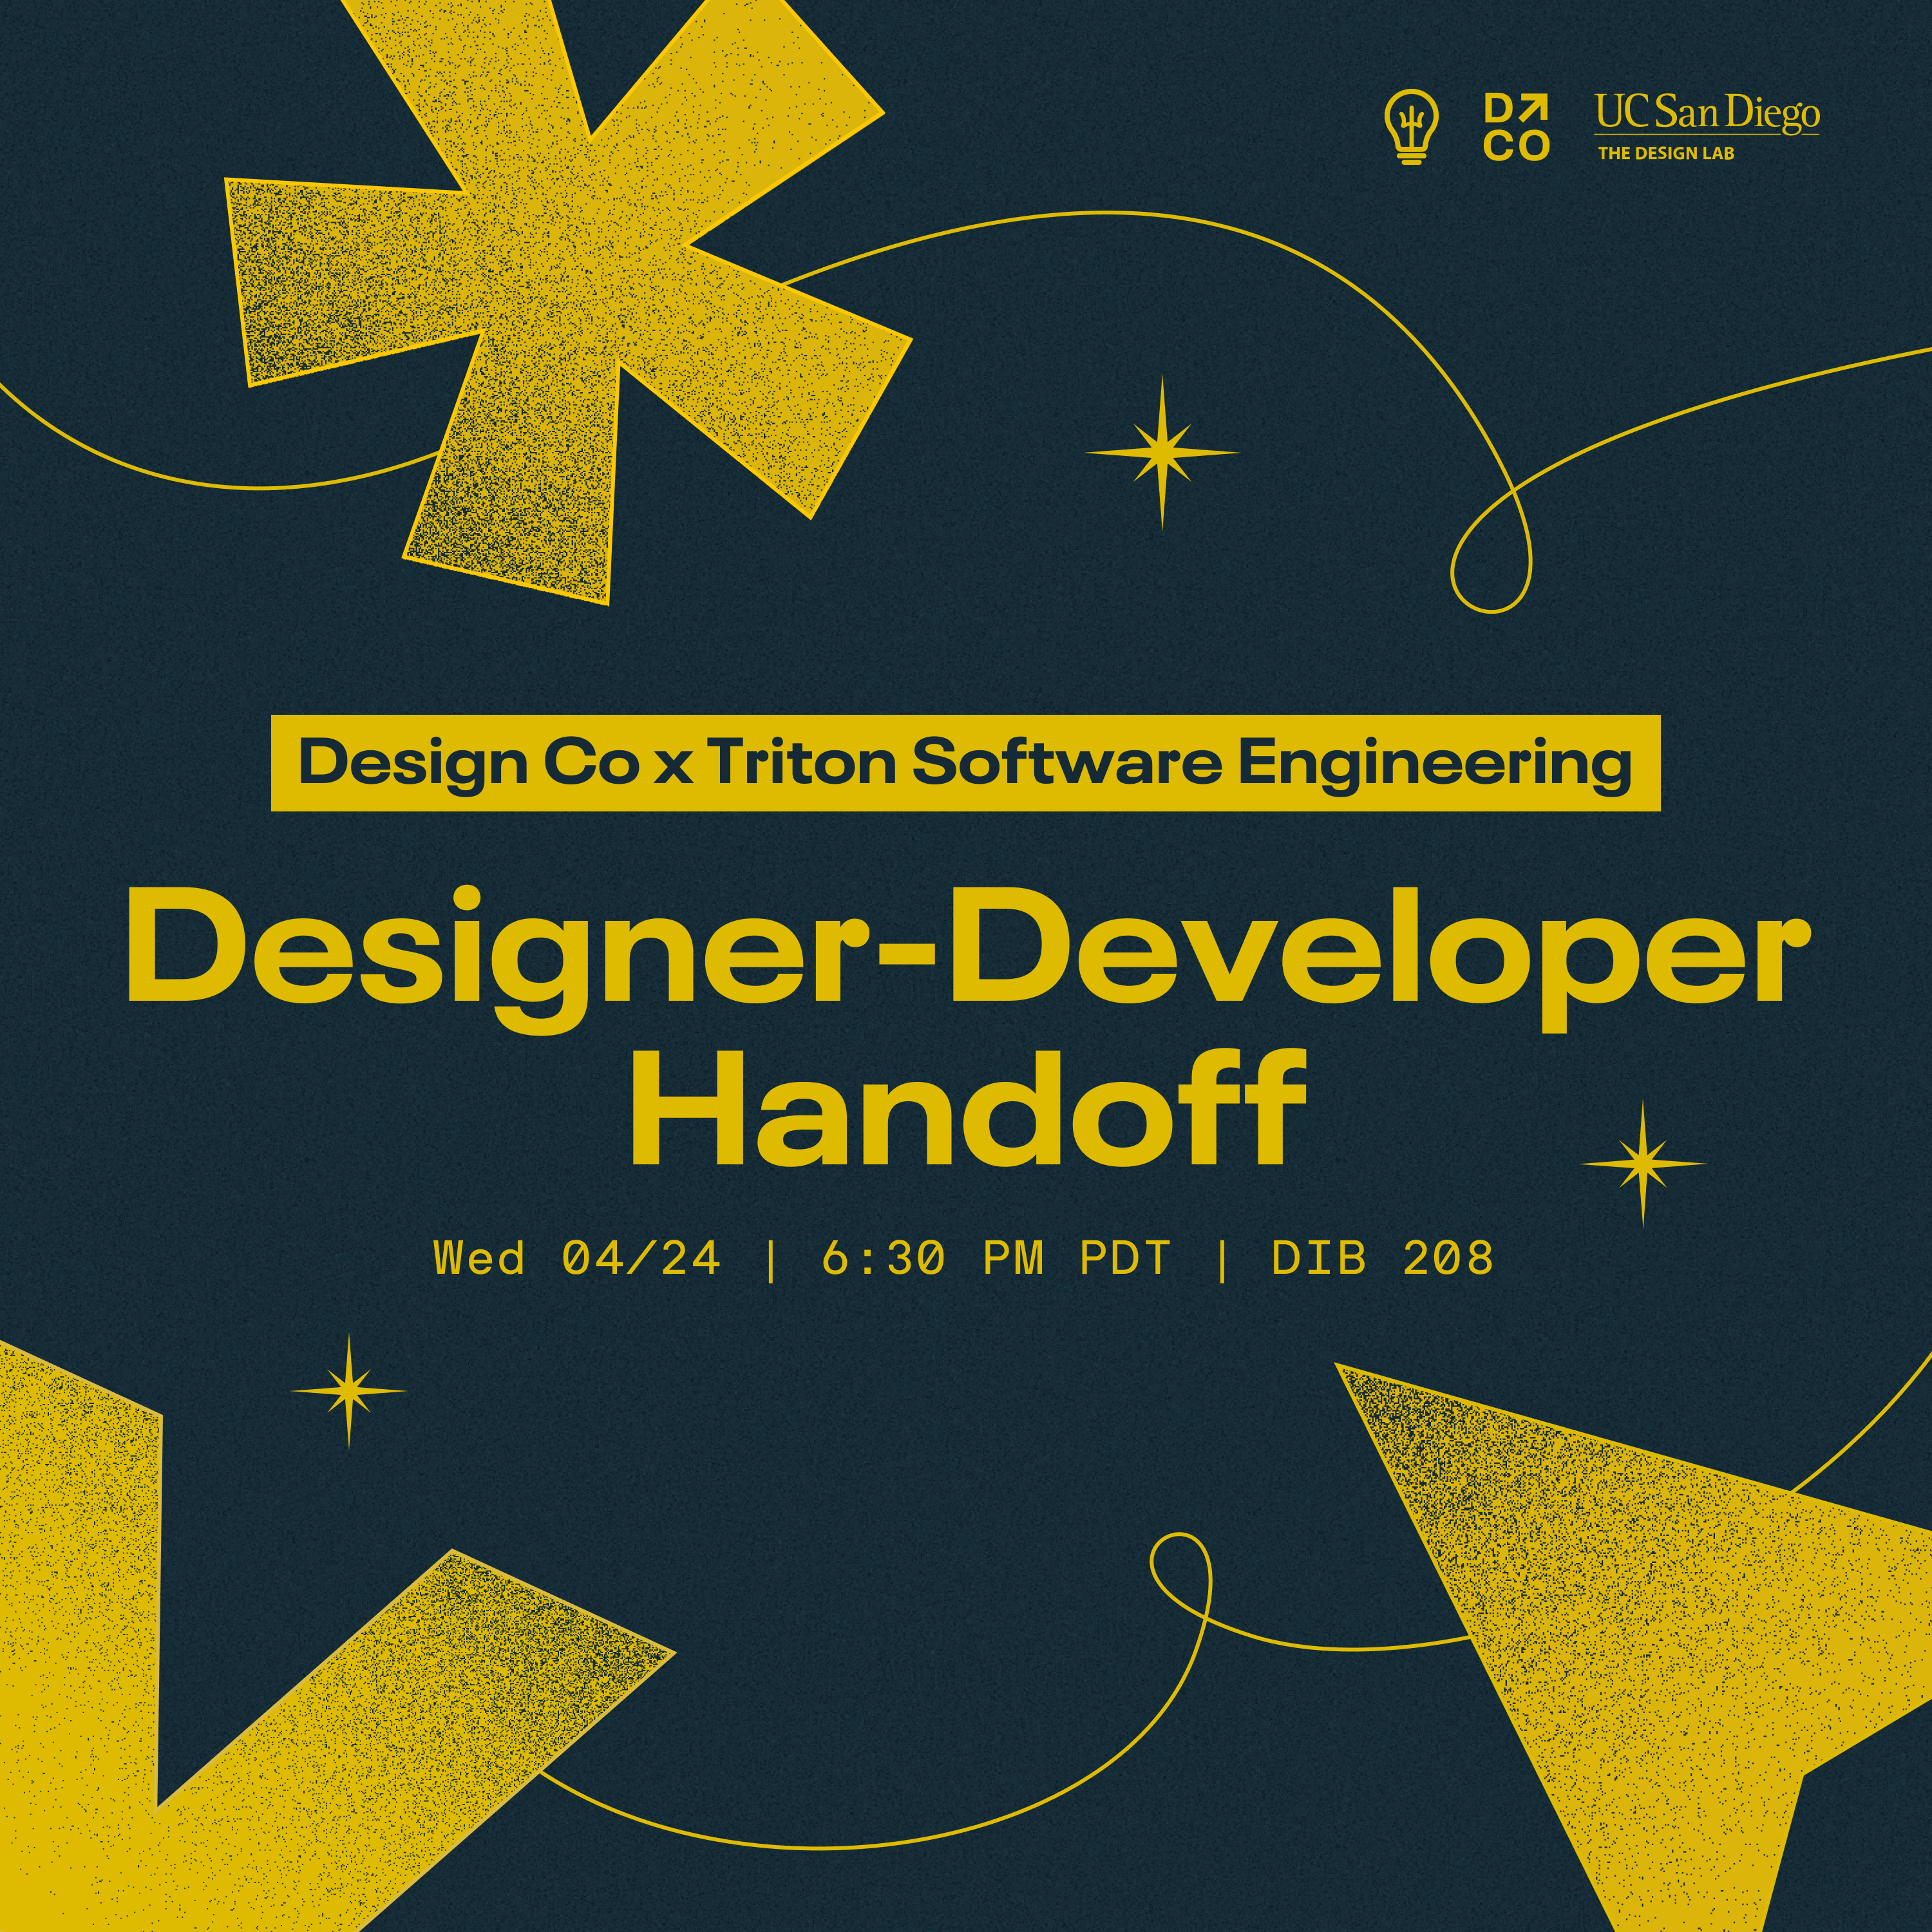 D
CO
UC San Diego
THE DESIGN LAB
Design Co x Triton Software Engineering
Designer-Developer
Handoff
Wed 04/24 | 6:30 PM PDT | DIB 208